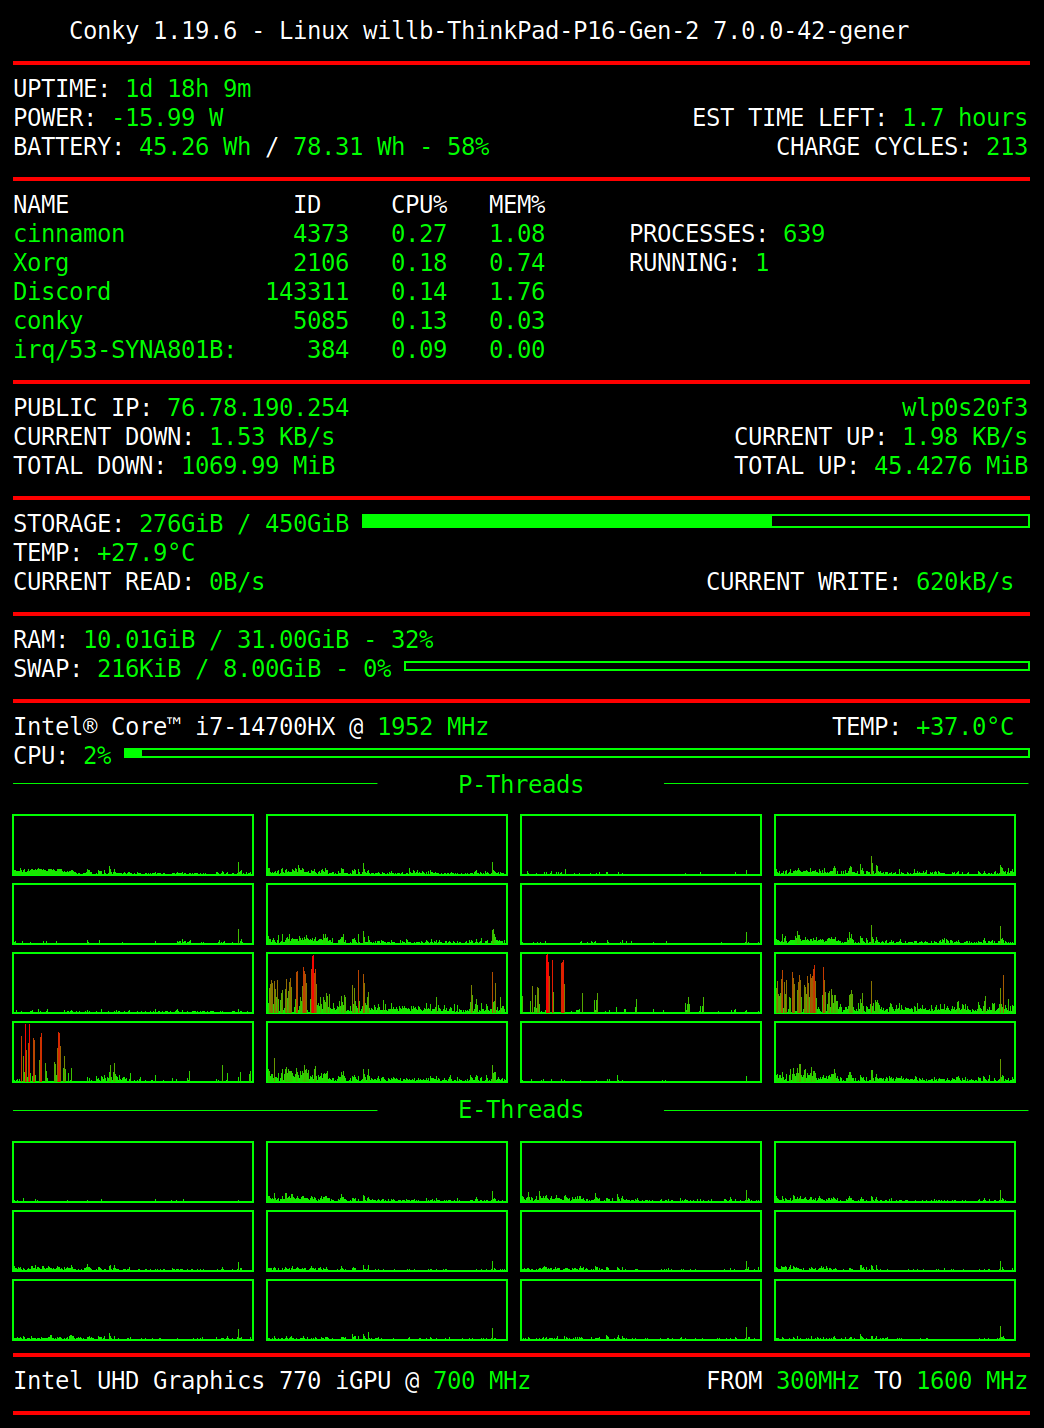 Conky 1.19.6 - Linux willb-ThinkPad-P16-Gen-2 7.0.0-42-gener
UPTIME: 1d 18h 9m
POWER: -15.99 W EST TIME LEFT: 1.7 hours
BATTERY: 45.26 Wh / 78.31 Wh - 58% CHARGE CYCLES: 213
NAME ID CPU% MEM%
cinnamon 4373 0.27 1.08 PROCESSES: 639
Xorg 2106 0.18 0.74 RUNNING: 1
Discord 143311 0.14 1.76
conky 5085 0.13 0.03
irq/53-SYNA801B: 384 0.09 0.00
PUBLIC IP: 76.78.190.254 wlp0s20f3
CURRENT DOWN: 1.53 KB/s CURRENT UP: 1.98 KB/s
TOTAL DOWN: 1069.99 MiB TOTAL UP: 45.4276 MiB
STORAGE: 276GiB / 450GiB
TEMP: +27.9°C
CURRENT READ: 0B/s CURRENT WRITE: 620kB/s
RAM: 10.01GiB / 31.00GiB - 32%
SWAP: 216KiB / 8.00GiB - 0%
Intel® Core™ i7-14700HX @ 1952 MHz TEMP: +37.0°C
CPU: 2%
P-Threads
E-Threads
Intel UHD Graphics 770 iGPU @ 700 MHz FROM 300MHz TO 1600 MHz